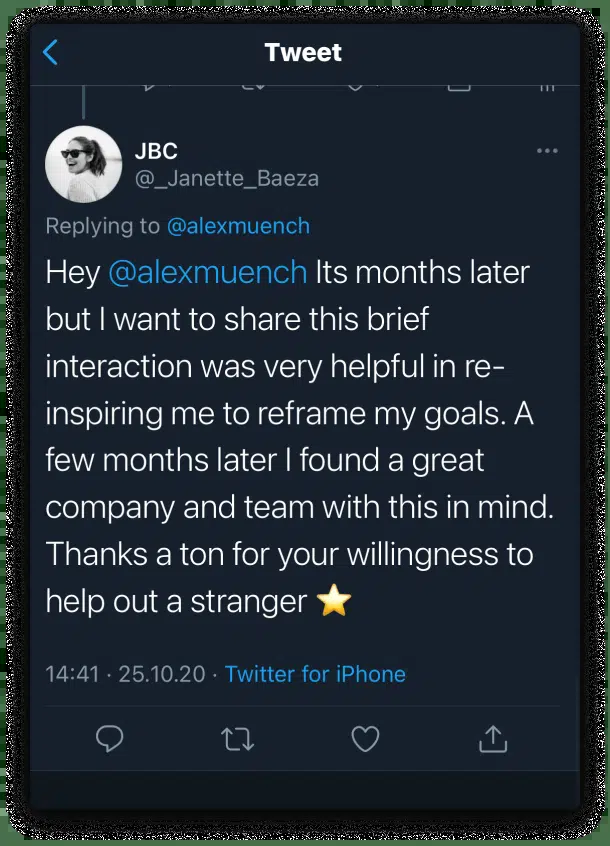 Tweet
JBC
@_Janette_Baeza
Replying to @alexmuench
Hey @alexmuench Its months later
but I want to share this brief
interaction was very helpful in re-
inspiring me to reframe my goals. A
few months later I found a great
company and team with this in mind.
Thanks a ton for your willingness to
help out a stranger ⭐
14:41 · 25.10.20 · Twitter for iPhone